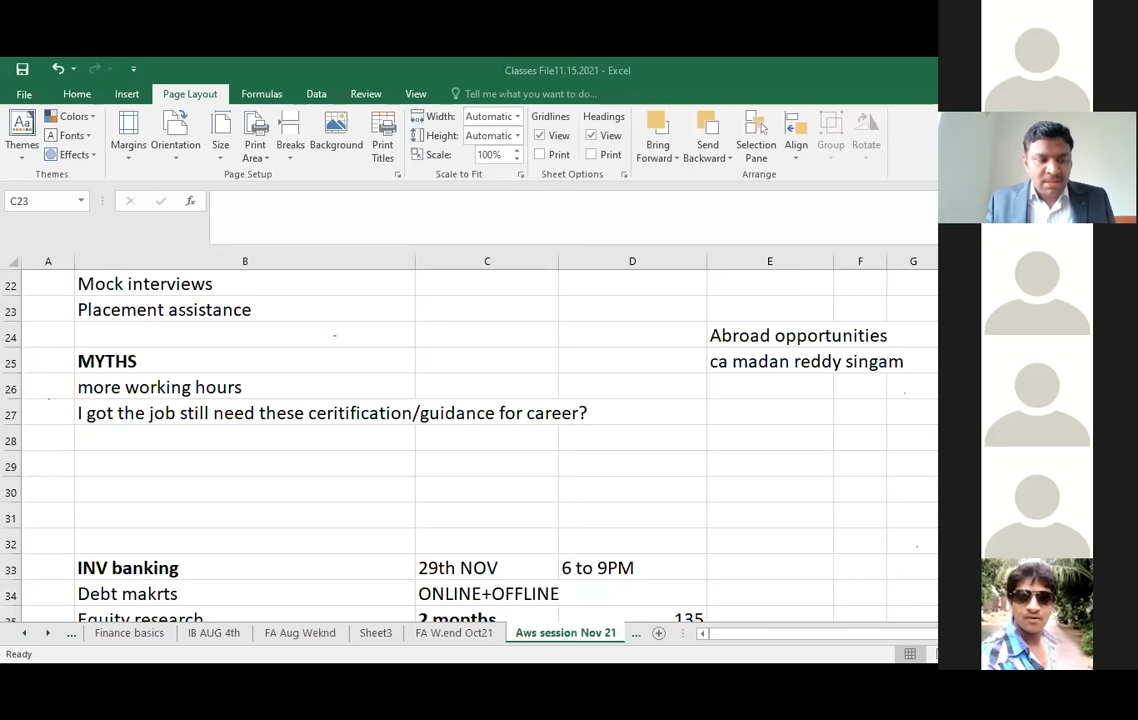 Classes File11.15.2021 - Excel
File Home Insert Page Layout Formulas Data Review View Tell me what you want to do...
Themes
Colors
Fonts
Effects
Themes
Margins
Orientation
Size
Print Area
Breaks
Background
Print Titles
Page Setup
Width: Automatic
Height: Automatic
Scale: 100%
Scale to Fit
Gridlines
View
Print
Headings
View
Print
Sheet Options
Bring Forward
Send Backward
Selection Pane
Align
Group
Rotate
Arrange
C23 fx
A B C D E F G
22 Mock interviews
23 Placement assistance
24 Abroad opportunities
25 MYTHS ca madan reddy singam
26 more working hours
27 I got the job still need these ceritification/guidance for career?
28
29
30
31
32
33 INV banking 29th NOV 6 to 9PM
34 Debt makrts ONLINE+OFFLINE
Equity research 2 months 135
... Finance basics IB AUG 4th FA Aug Weknd Sheet3 FA W.end Oct21 Aws session Nov 21 ...
Ready